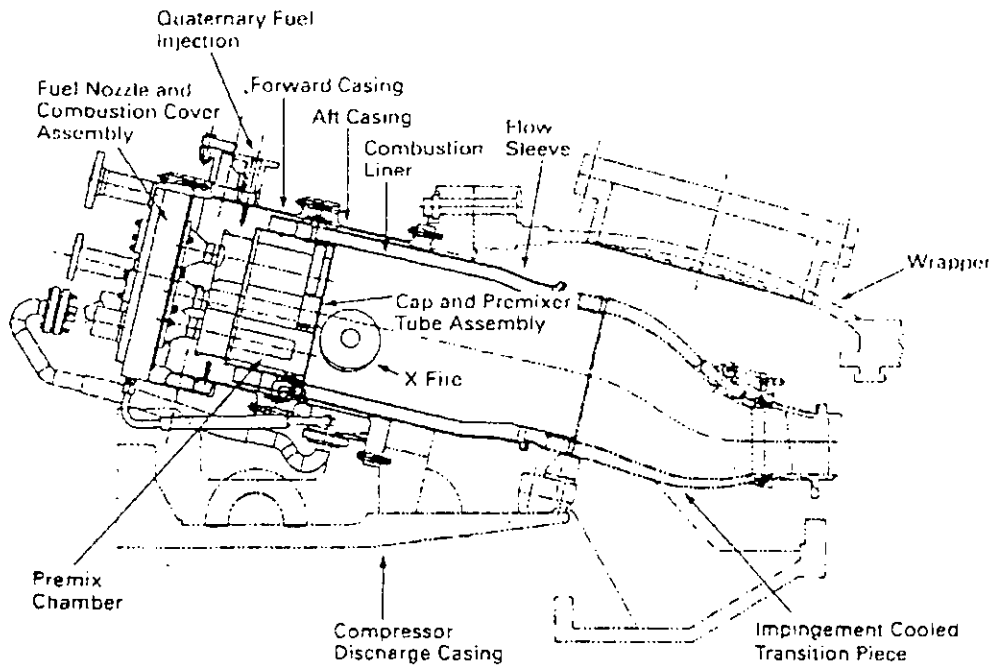 Quaternary Fuel
Injection
Fuel Nozzle and
Combustion Cover
Assembly
Forward Casing
Aft Casing
Combustion
Liner
Flow
Sleeve
Wrapper
Cap and Premixer
Tube Assembly
X Fire
Premix
Chamber
Compressor
Discharge Casing
Impingement Cooled
Transition Piece